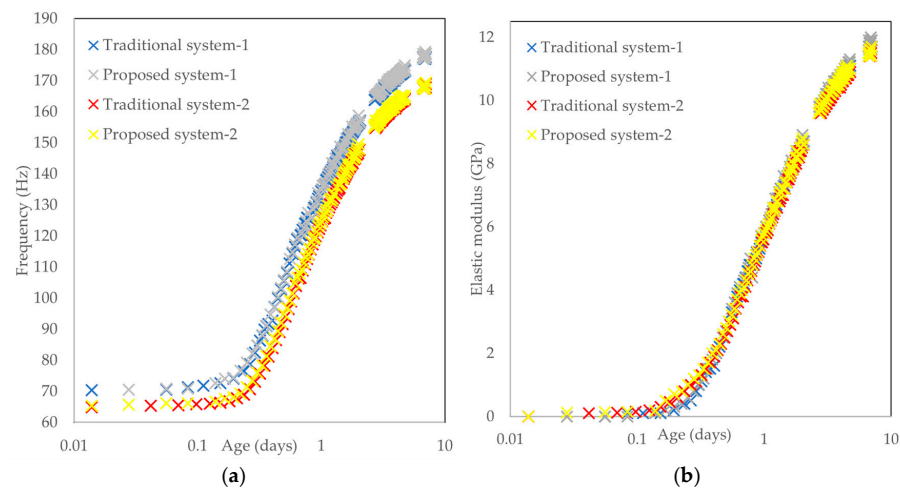 190
180
170
160
150
140
130
120
110
100
90
80
70
60
Frequency (Hz)
Traditional system-1
Proposed system-1
Traditional system-2
Proposed system-2
0.01
0.1
1
10
Age (days)
(a)
12
10
8
6
4
2
0
Elastic modulus (GPa)
Traditional system-1
Proposed system-1
Traditional system-2
Proposed system-2
0.01
0.1
1
10
Age (days)
(b)